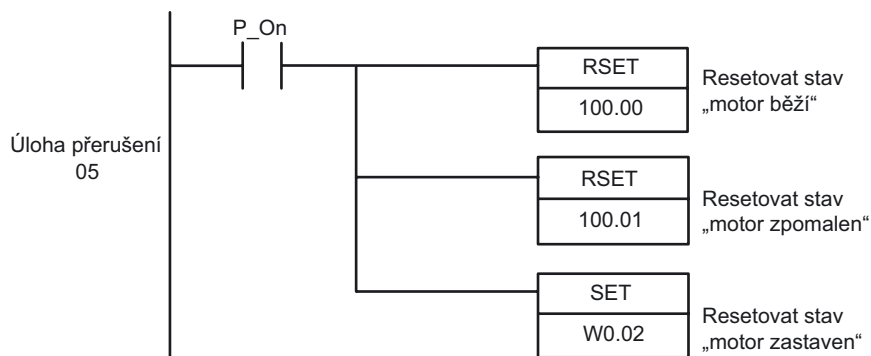 P_On
RSET
100.00
Resetovat stav
„motor běží“
Úloha přerušení
05
RSET
100.01
Resetovat stav
„motor zpomalen“
SET
W0.02
Resetovat stav
„motor zastaven“